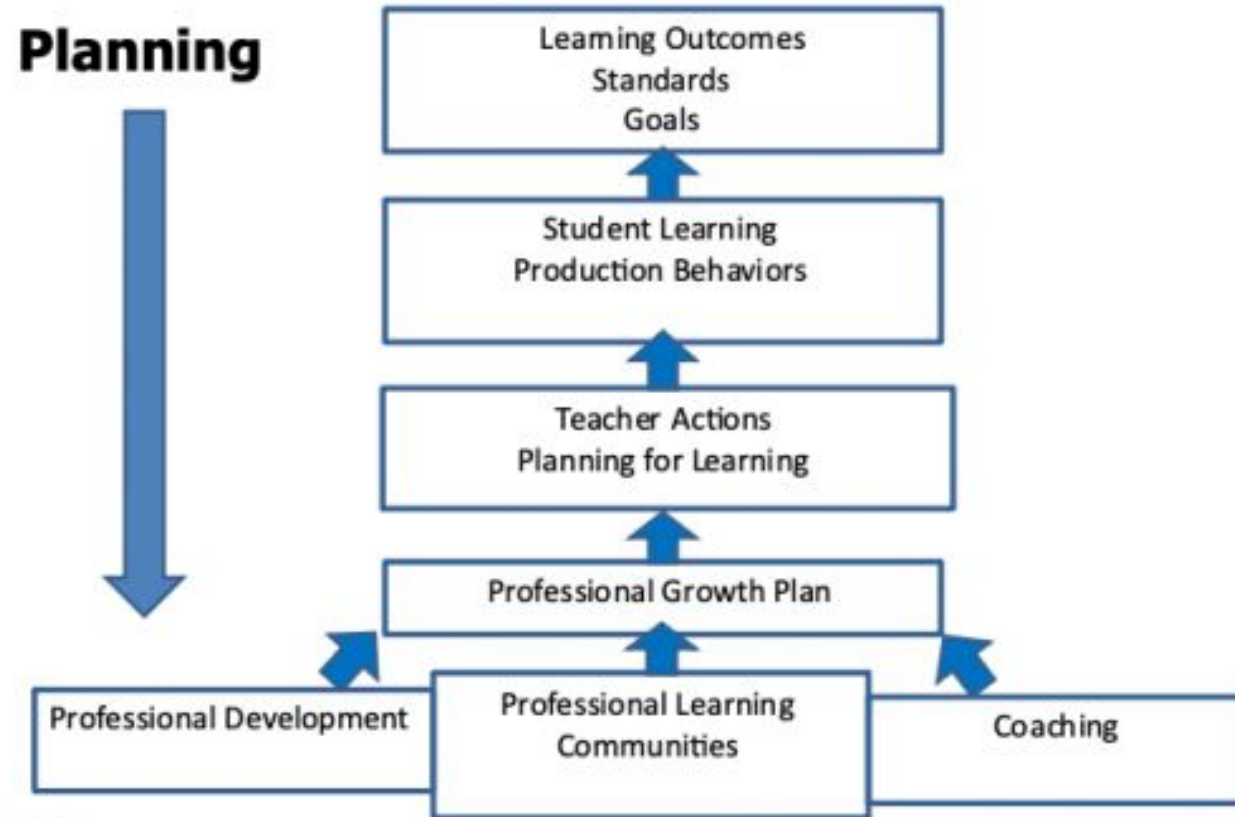 Planning
Learning Outcomes
Standards
Goals
Student Learning
Production Behaviors
Teacher Actions
Planning for Learning
Professional Growth Plan
Professional Development
Professional Learning
Communities
Coaching